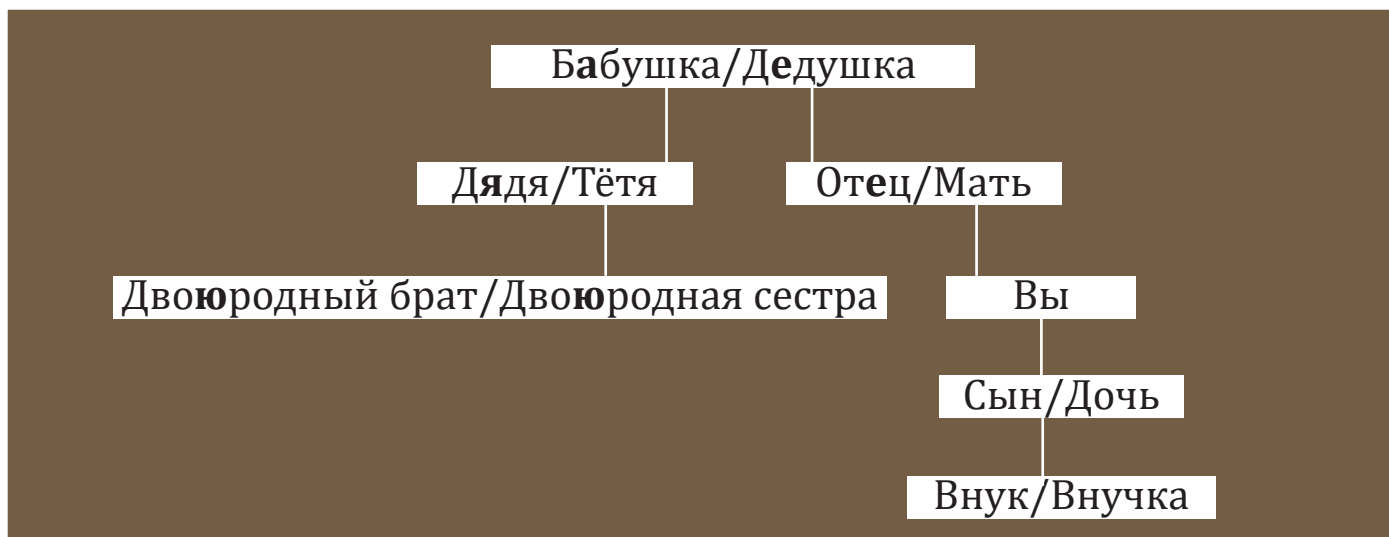 Бабушка/Дедушка
Дядя/Тётя Отец/Мать
Двоюродный брат/Двоюродная сестра Вы
Сын/Дочь
Внук/Внучка